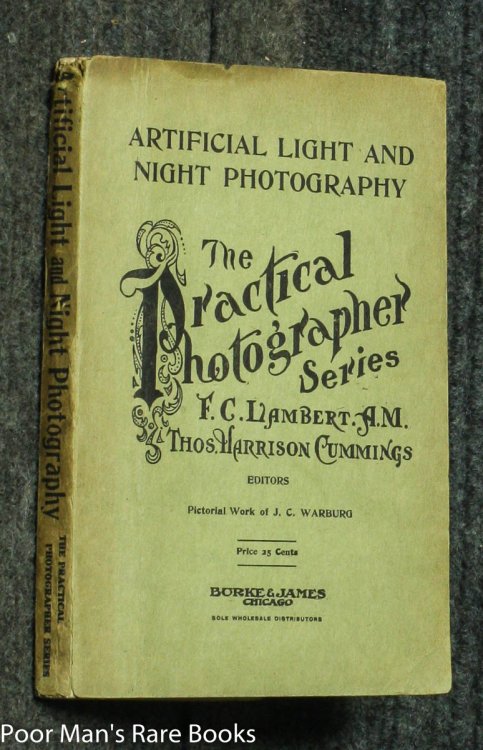 ARTIFICIAL LIGHT AND
NIGHT PHOTOGRAPHY
The
Practical
Photographer
Series
F. C. LAMBERT. A.M.
THOS. HARRISON CUMMINGS
EDITORS
Pictorial Work of J. C. WARBURG
Price 25 Cents
BURKE & JAMES
CHICAGO
SOLE WHOLESALE DISTRIBUTORS
Artificial Light and Night Photography
THE PRACTICAL
PHOTOGRAPHER SERIES
Poor Man's Rare Books